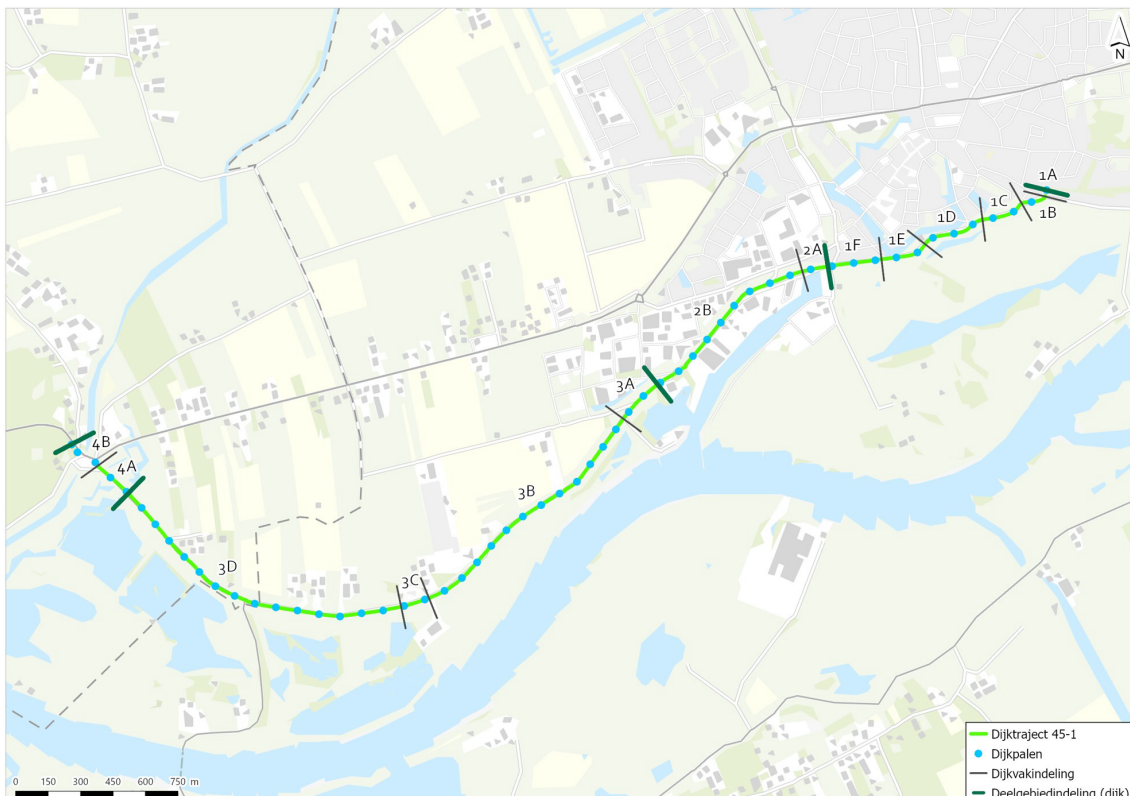 N
1A
1C
1B
1D
1E
1F
2A
2B
3A
4B
4A
3B
3D
3C
Dijktraject 45-1
Dijkpalen
Dijkvakindeling
Deelgebiedindeling (dijk)
0 150 300 450 600 750 m